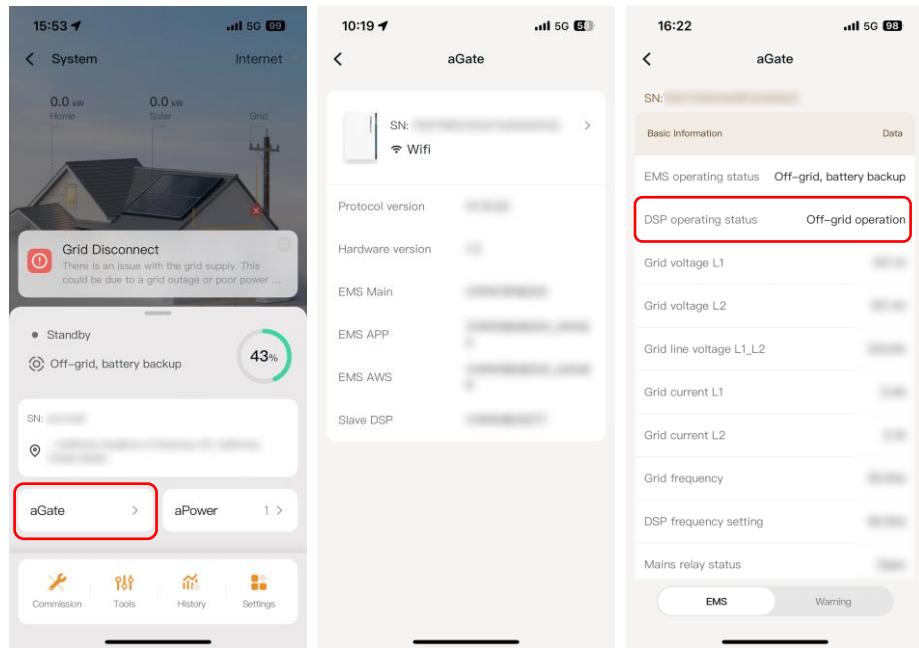 15:53
5G 99
System
Internet
0.0 kW
Home
0.0 kW
Solar
Grid
Grid Disconnect
There is an issue with the grid supply. This
could be due to a grid outage or poor power ...
Standby
Off-grid, battery backup
43%
SN:
aGate
aPower 1
Commission
Tools
History
Settings
10:19
5G 58
aGate
SN:
Wifi
Protocol version
Hardware version
EMS Main
EMS APP
EMS AWS
Slave DSP
16:22
5G 98
aGate
SN:
Basic Information Data
EMS operating status Off-grid, battery backup
DSP operating status Off-grid operation
Grid voltage L1
Grid voltage L2
Grid line voltage L1_L2
Grid current L1
Grid current L2
Grid frequency
DSP frequency setting
Mains relay status
EMS
Warning